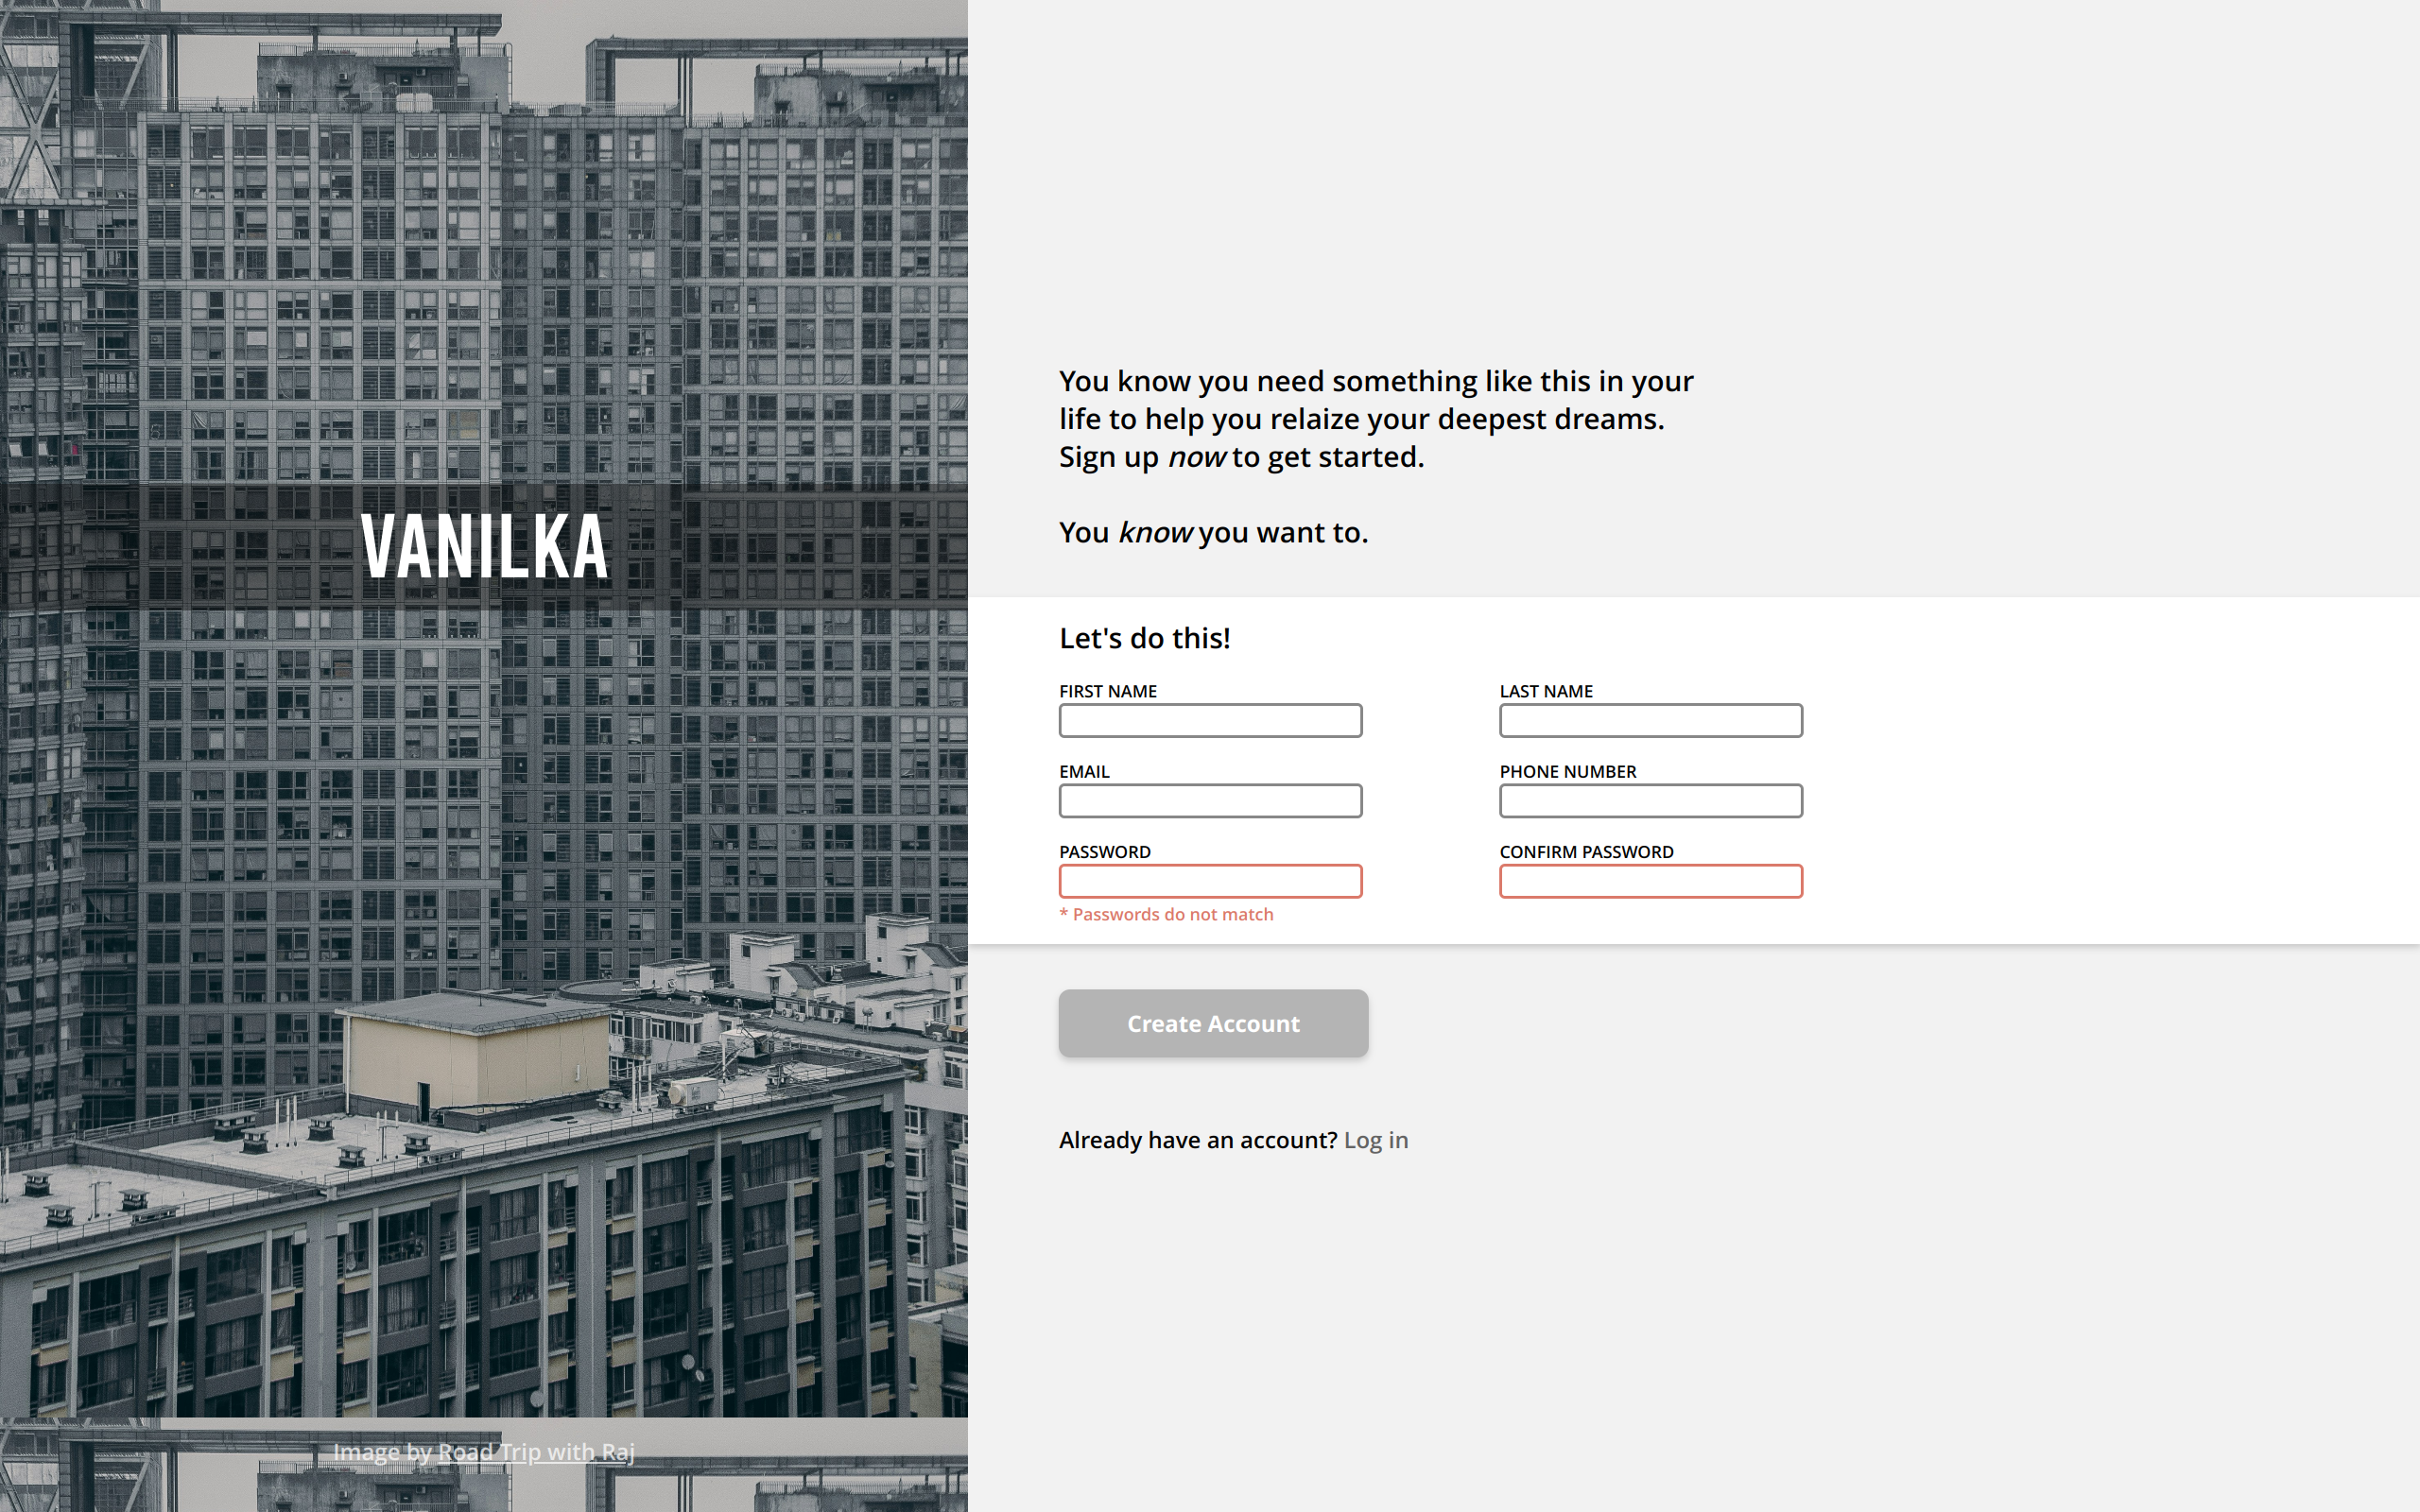 VANILKA
Image by Road Trip with Raj
You know you need something like this in your
life to help you relaize your deepest dreams.
Sign up now to get started.
You know you want to.
Let's do this!
FIRST NAME
LAST NAME
EMAIL
PHONE NUMBER
PASSWORD
CONFIRM PASSWORD
* Passwords do not match
Create Account
Already have an account? Log in